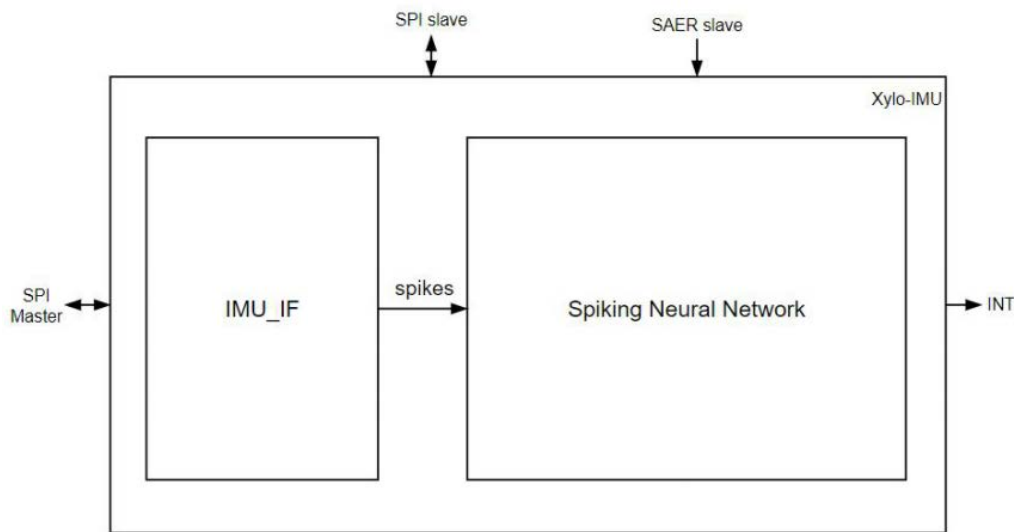 SPI slave
SAER slave
Xylo-IMU
SPI
Master
IMU_IF
spikes
Spiking Neural Network
INT